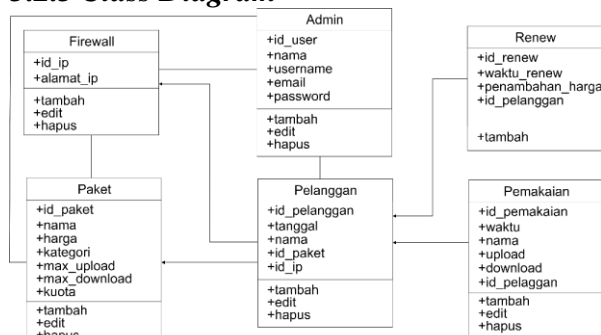 Firewall
+id_ip
+alamat_ip
+tambah
+edit
+hapus
Admin
+id_user
+nama
+username
+email
+password
+tambah
+edit
+hapus
Renew
+id_renew
+waktu_renew
+penambahan_harga
+id_pelanggan
+tambah
Paket
+id_paket
+nama
+harga
+kategori
+max_upload
+max_download
+kuota
+tambah
+edit
+hapus
Pelanggan
+id_pelanggan
+tanggal
+nama
+id_paket
+id_ip
+tambah
+edit
+hapus
Pemakaian
+id_pemakaian
+waktu
+nama
+upload
+download
+id_pelaggan
+tambah
+edit
+hapus